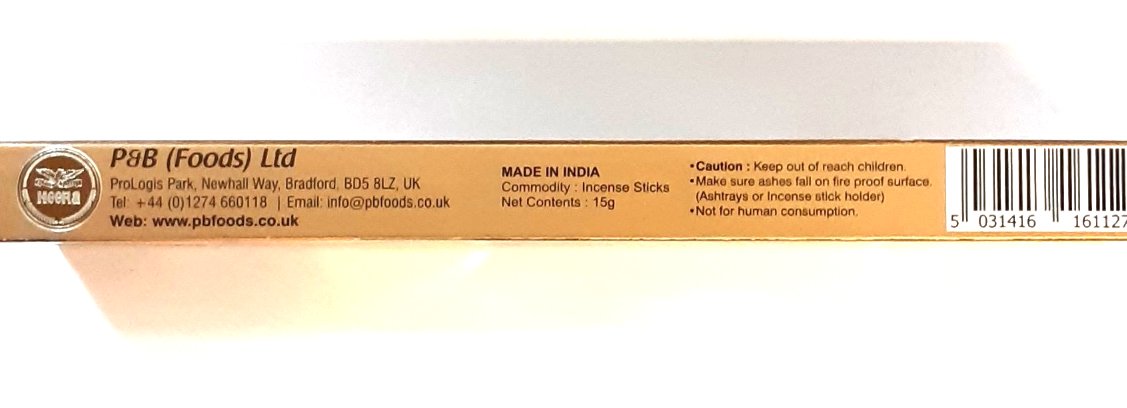 HEERA
P&B (Foods) Ltd
ProLogis Park, Newhall Way, Bradford, BD5 8LZ, UK
Tel: +44 (0)1274 660118 | Email: info@pbfoods.co.uk
Web: www.pbfoods.co.uk
MADE IN INDIA
Commodity : Incense Sticks
Net Contents : 15g
•Caution : Keep out of reach children.
•Make sure ashes fall on fire proof surface.
(Ashtrays or Incense stick holder)
•Not for human consumption.
5 031416 161127